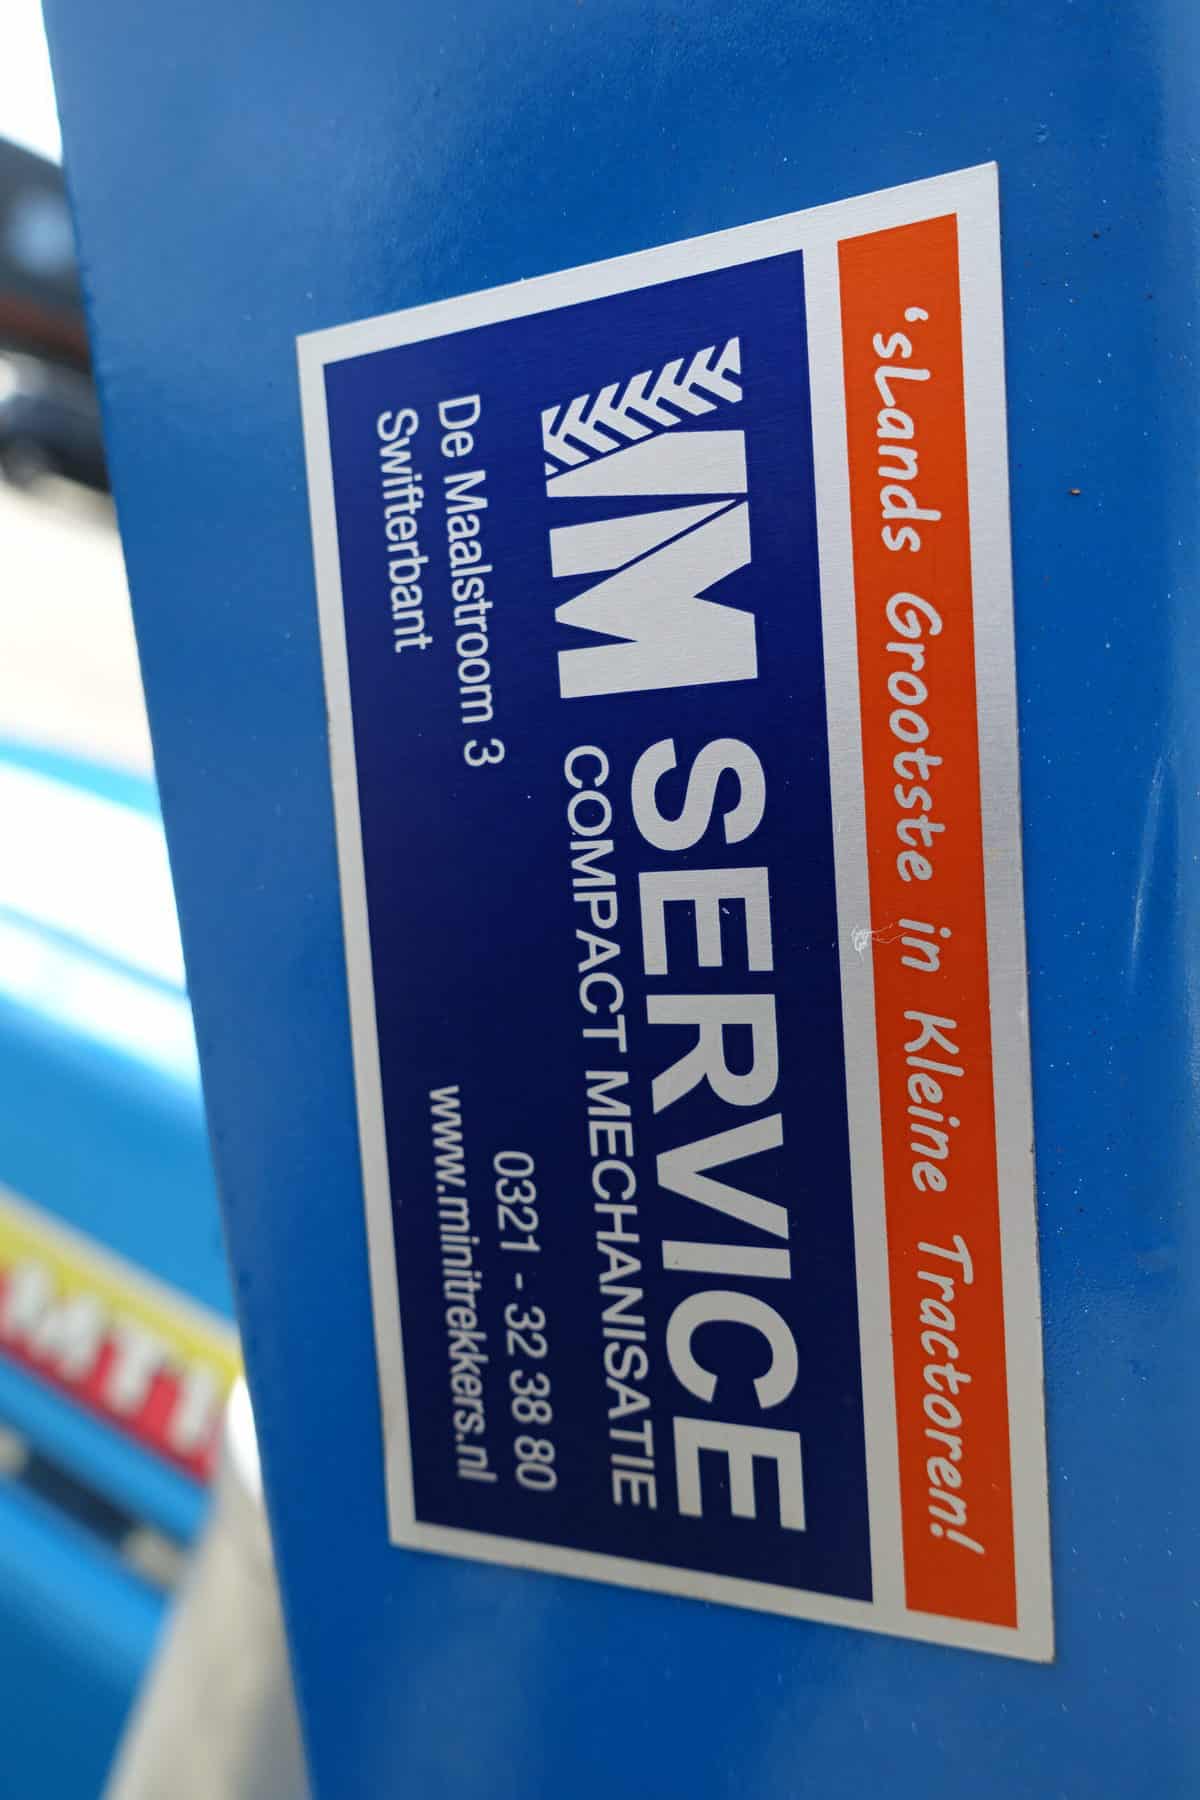 'sLands Grootste in Kleine Tractoren!
VM SERVICE
COMPACT MECHANISATIE
De Maalstroom 3
Swifterbant
0321 - 32 38 80
www.minitrekkers.nl